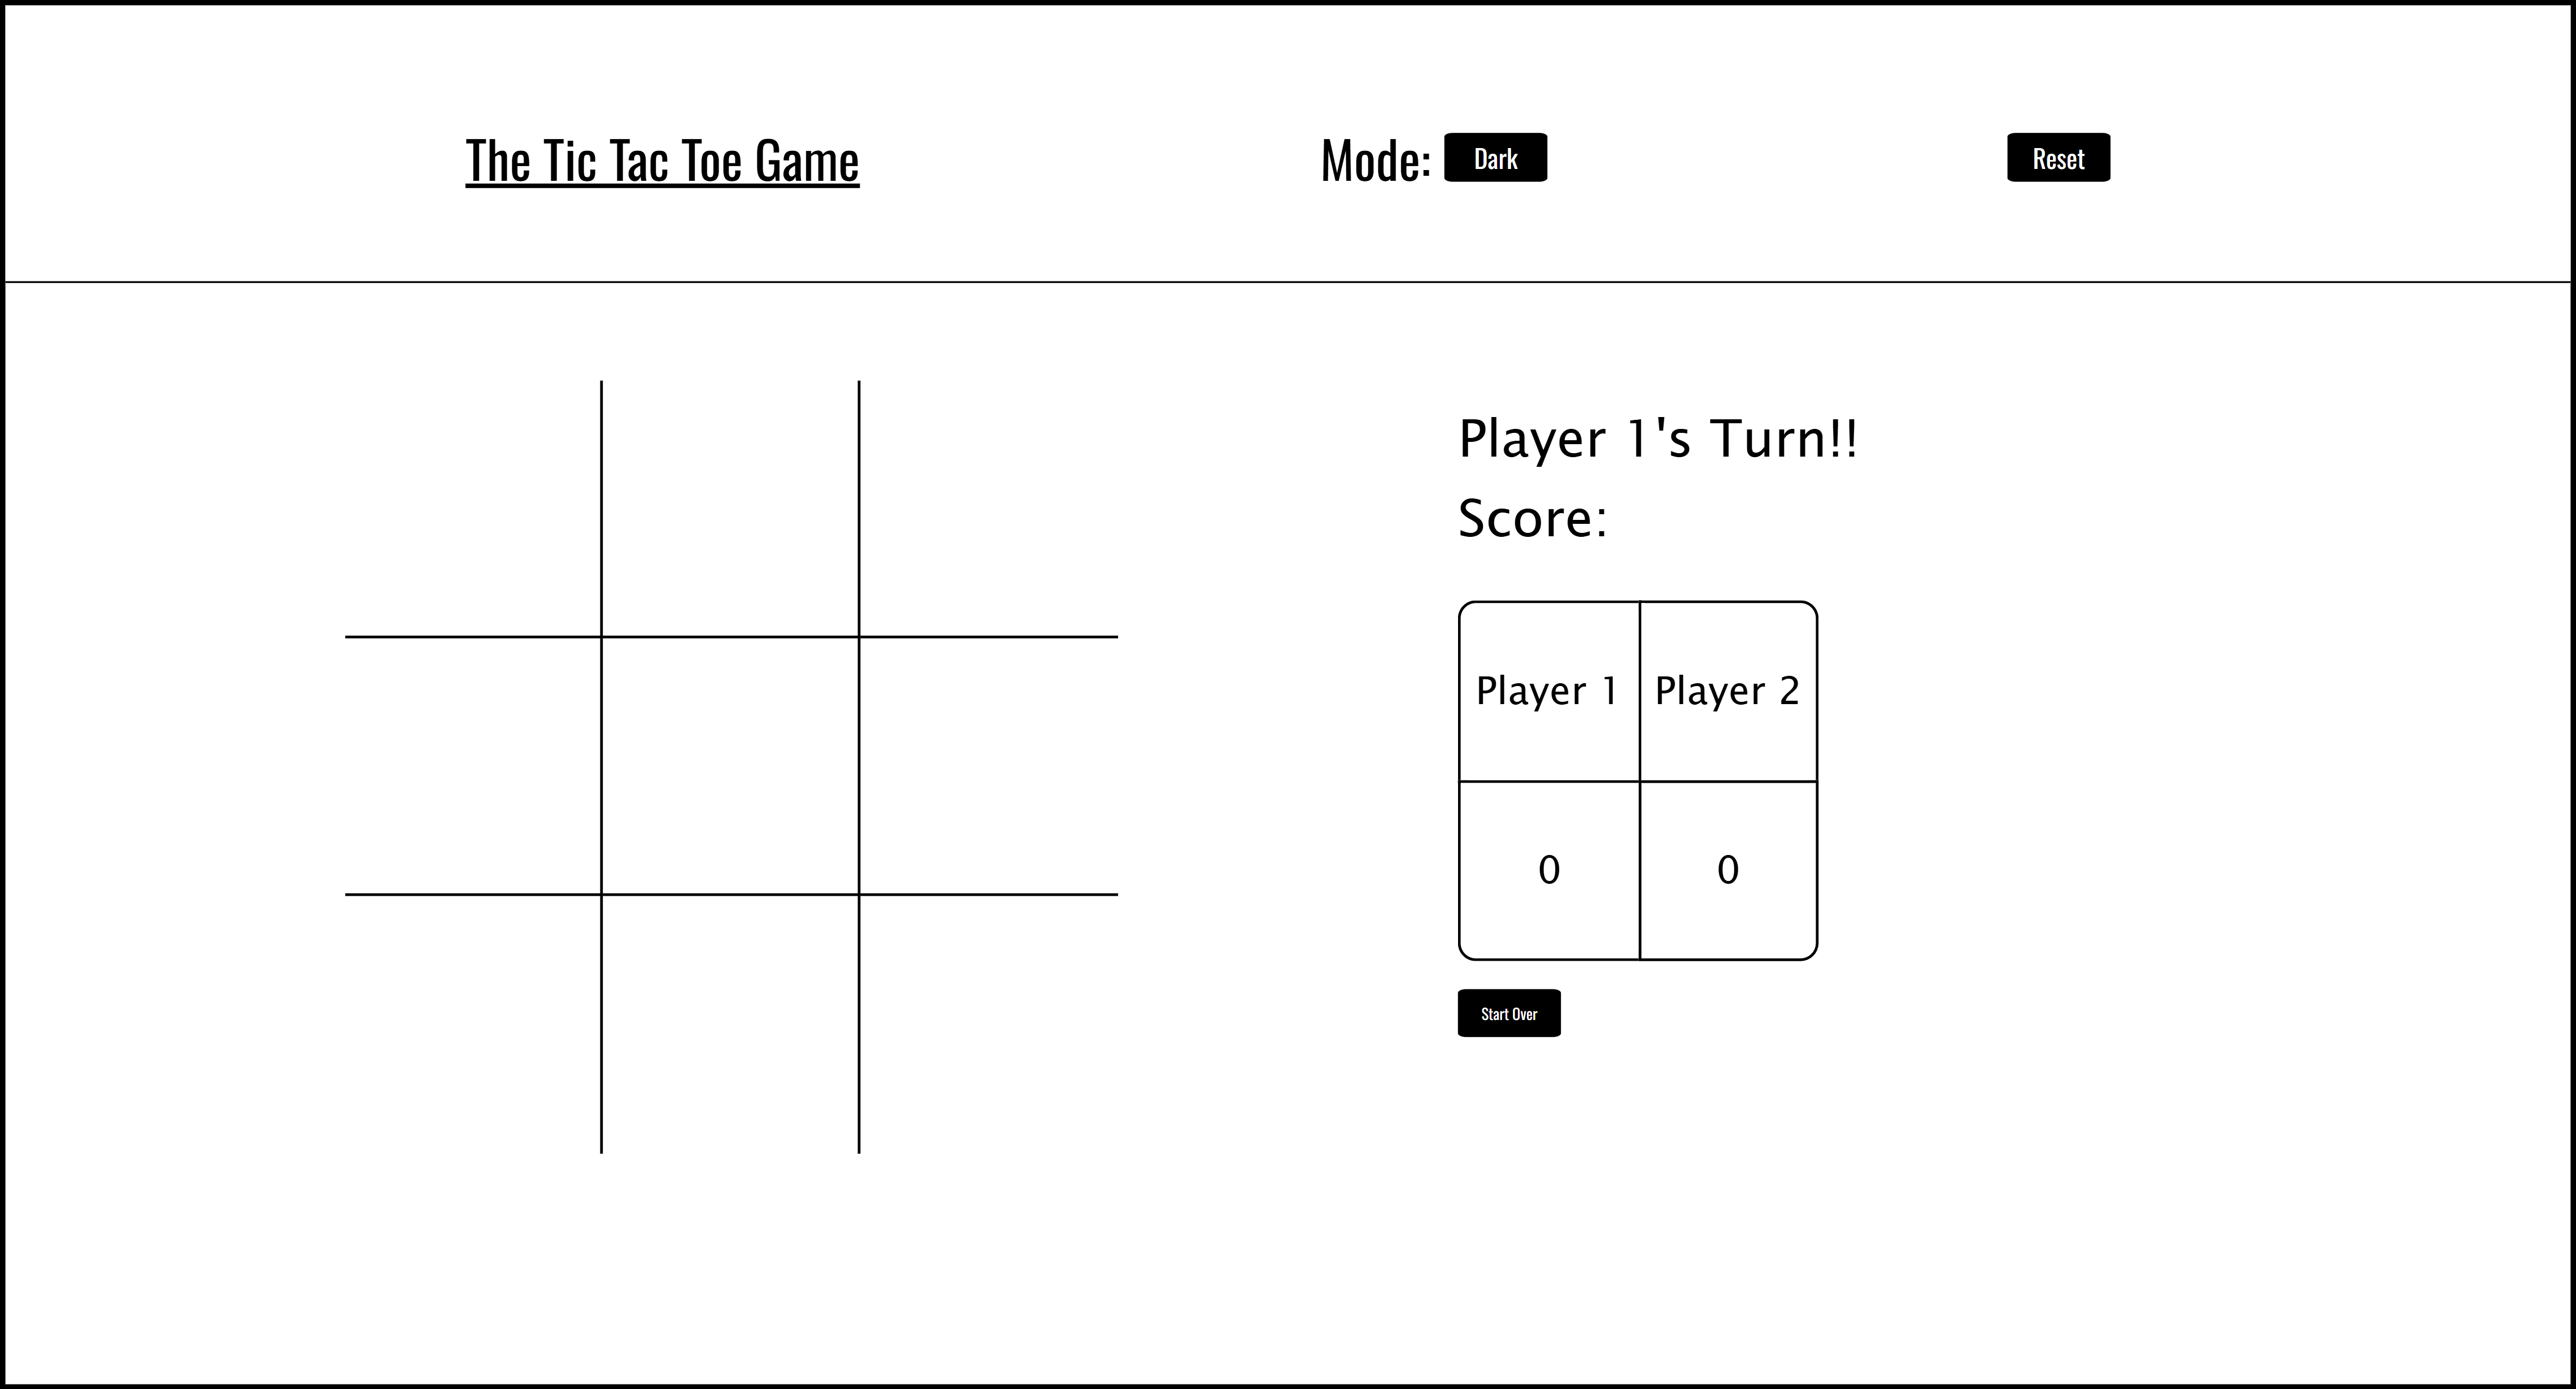 The Tic Tac Toe Game
Mode: Dark
Reset
Player 1's Turn!!
Score:
Player 1 Player 2
0 0
Start Over